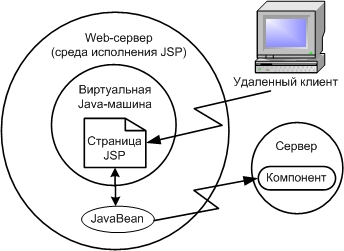 Web-сервер
(среда исполнения JSP)
Виртуальная
Java-машина
Страница
JSP
JavaBean
Удаленный клиент
Сервер
Компонент